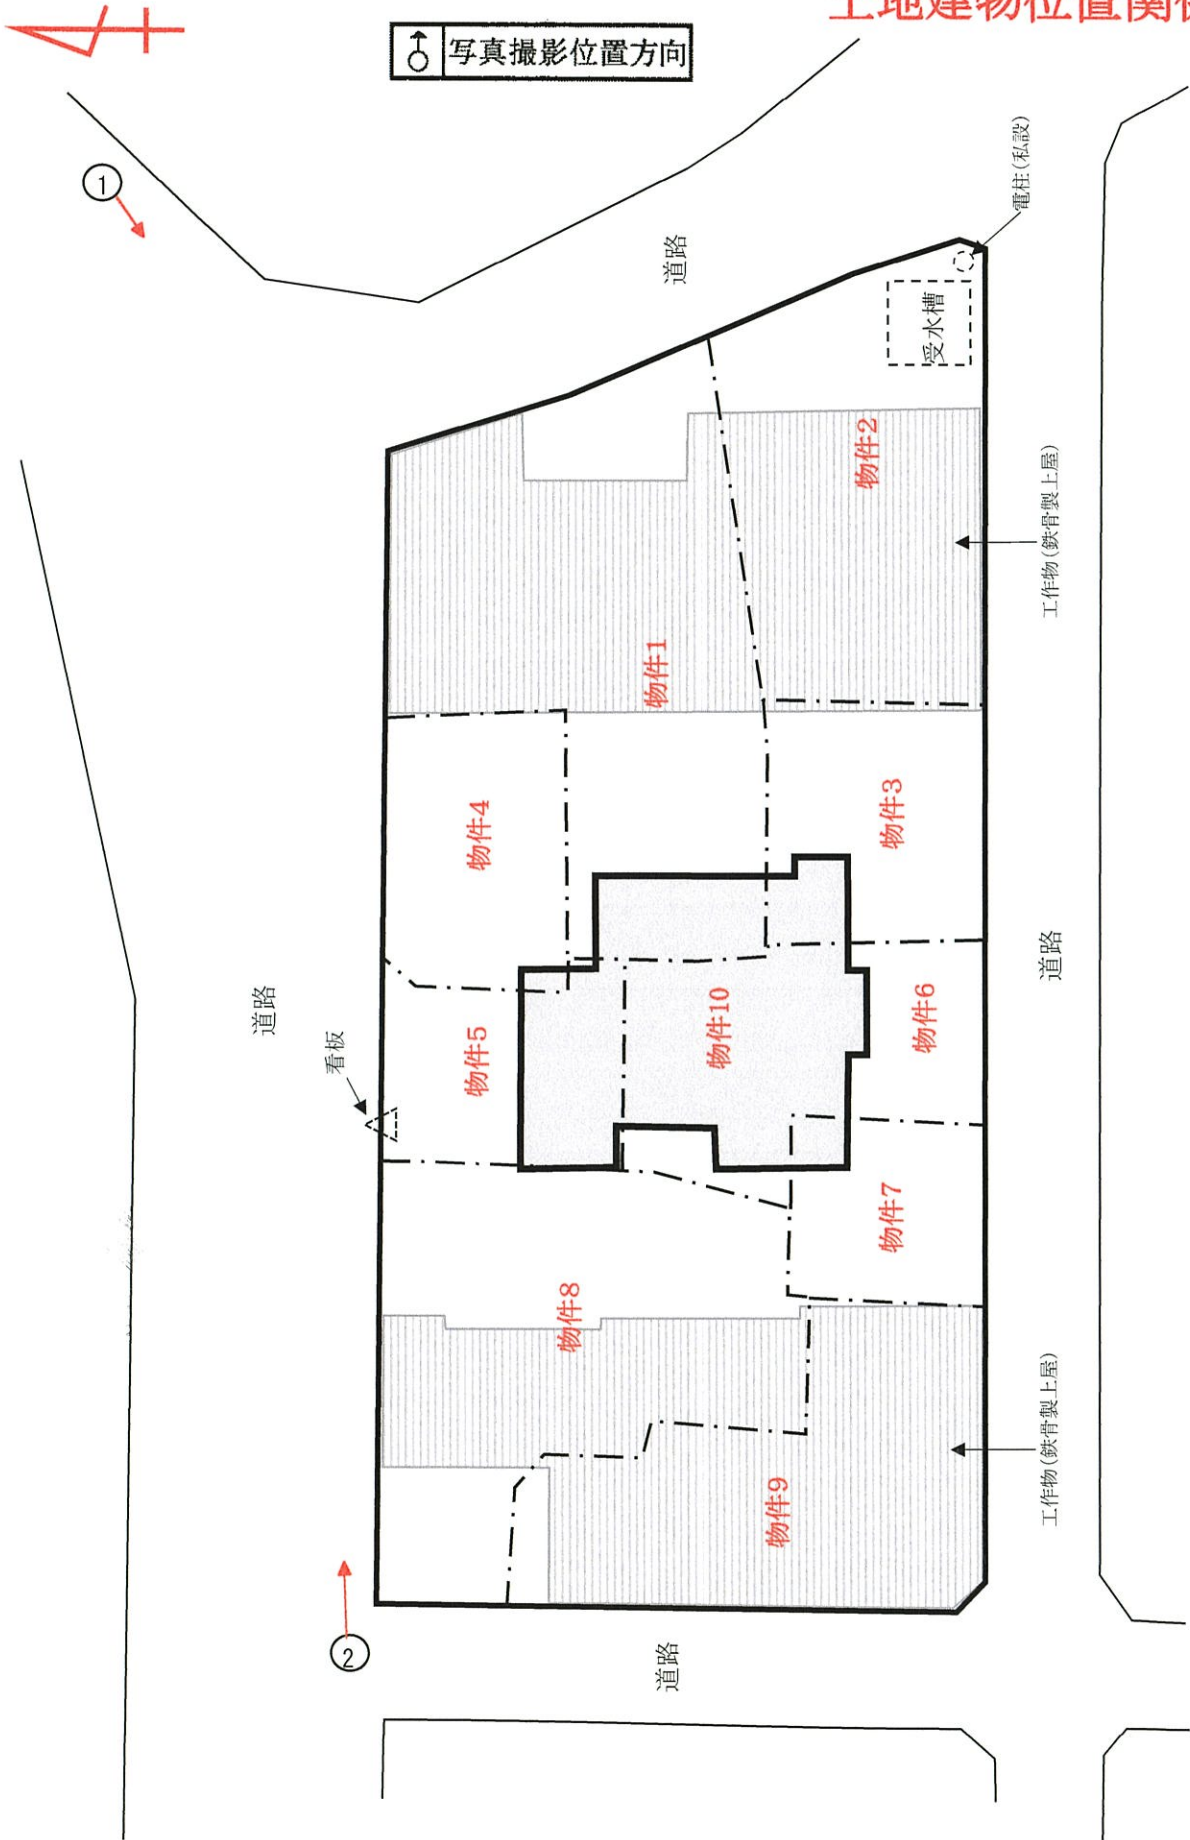 土地建物位置関係
写真撮影位置方向
1
電柱(私設)
道路
受水槽
物件2
工作物(鉄骨製上屋)
物件1
物件4
物件3
道路
看板
物件5
物件10
物件6
道路
物件7
物件8
工作物(鉄骨製上屋)
物件9
2
道路